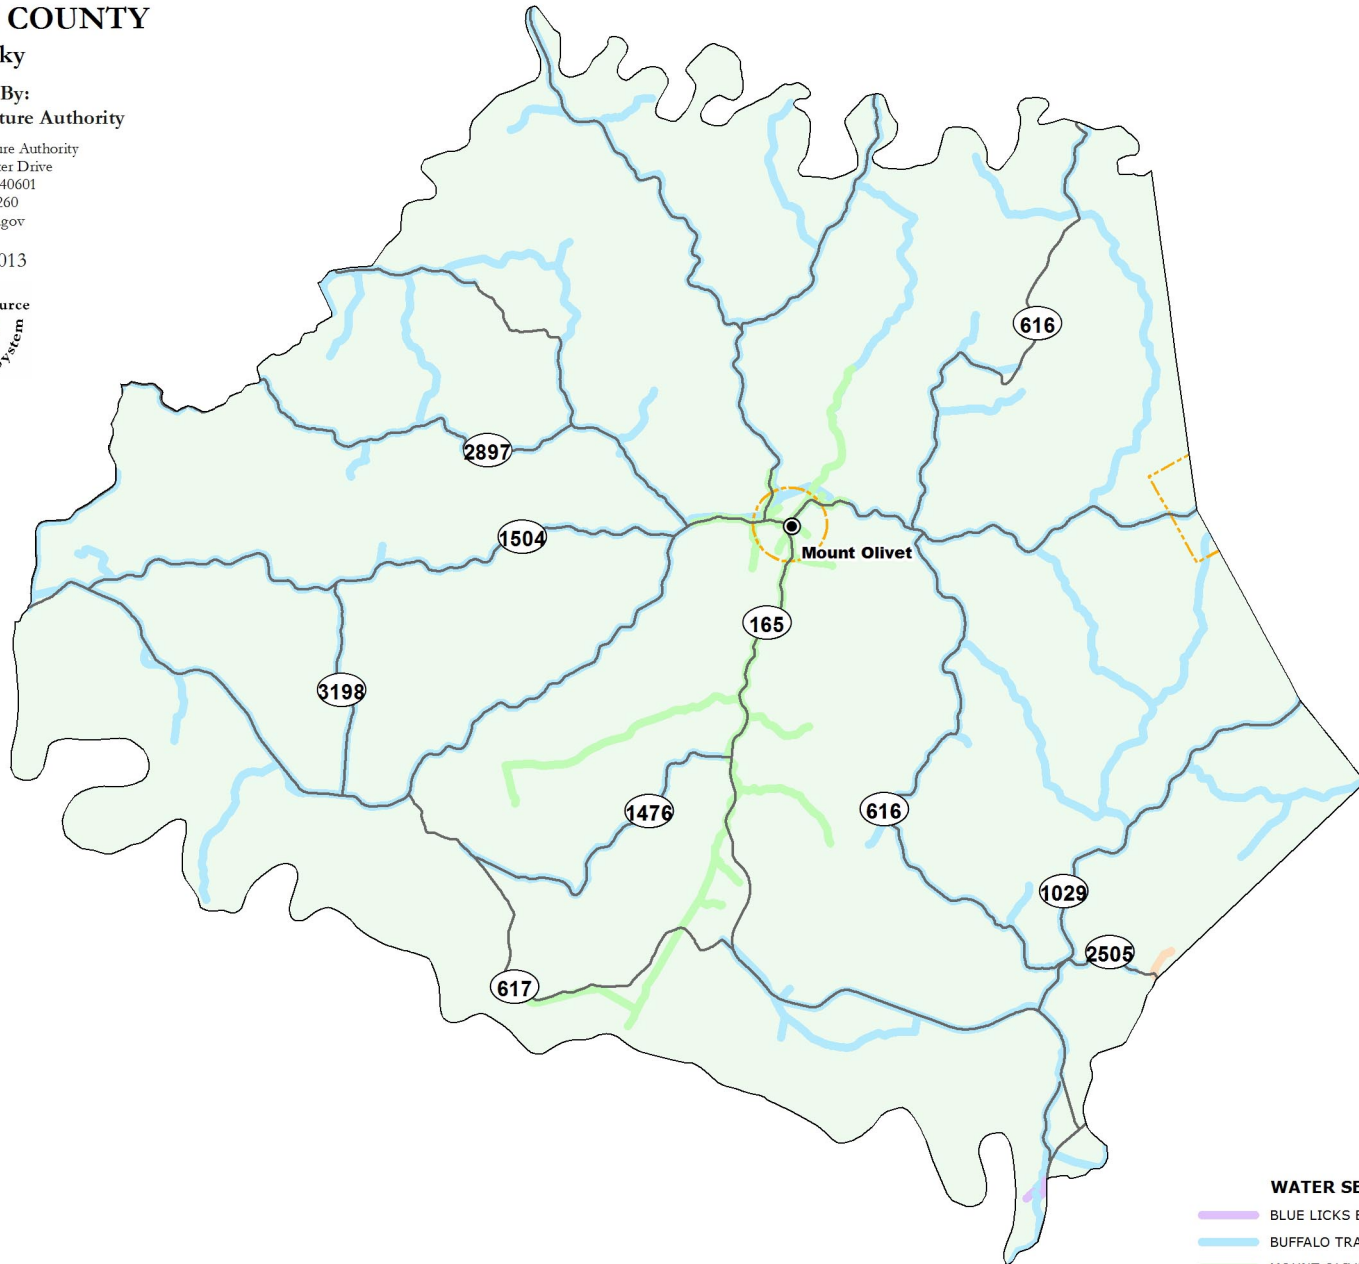 COUNTY
ky
By:
ture Authority
ure Authority
ter Drive
40601
260
.gov
013
urce
ystem
616
2897
1504
Mount Olivet
165
3198
1476
616
1029
2505
617
WATER SE
BLUE LICKS B
BUFFALO TRA